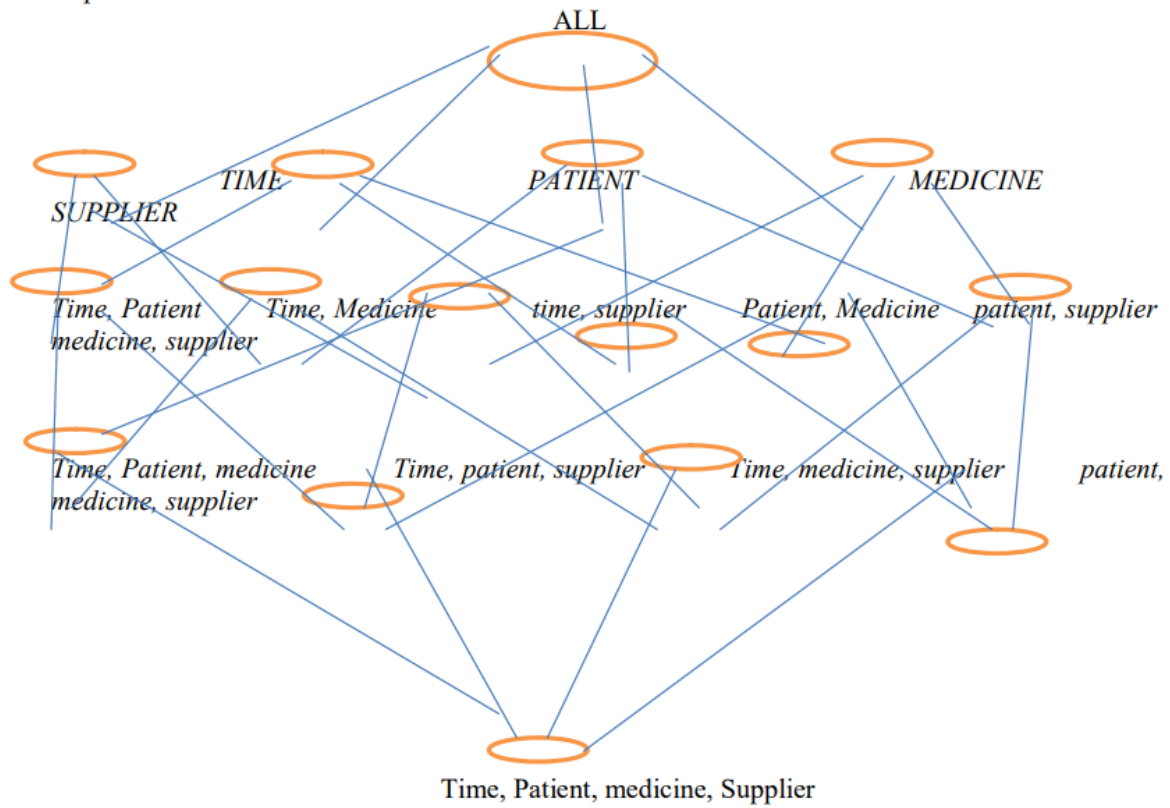 ALL
TIME PATIENT MEDICINE
SUPPLIER
Time, Patient Time, Medicine time, supplier Patient, Medicine patient, supplier
medicine, supplier
Time, Patient, medicine Time, patient, supplier Time, medicine, supplier patient,
medicine, supplier
Time, Patient, medicine, Supplier